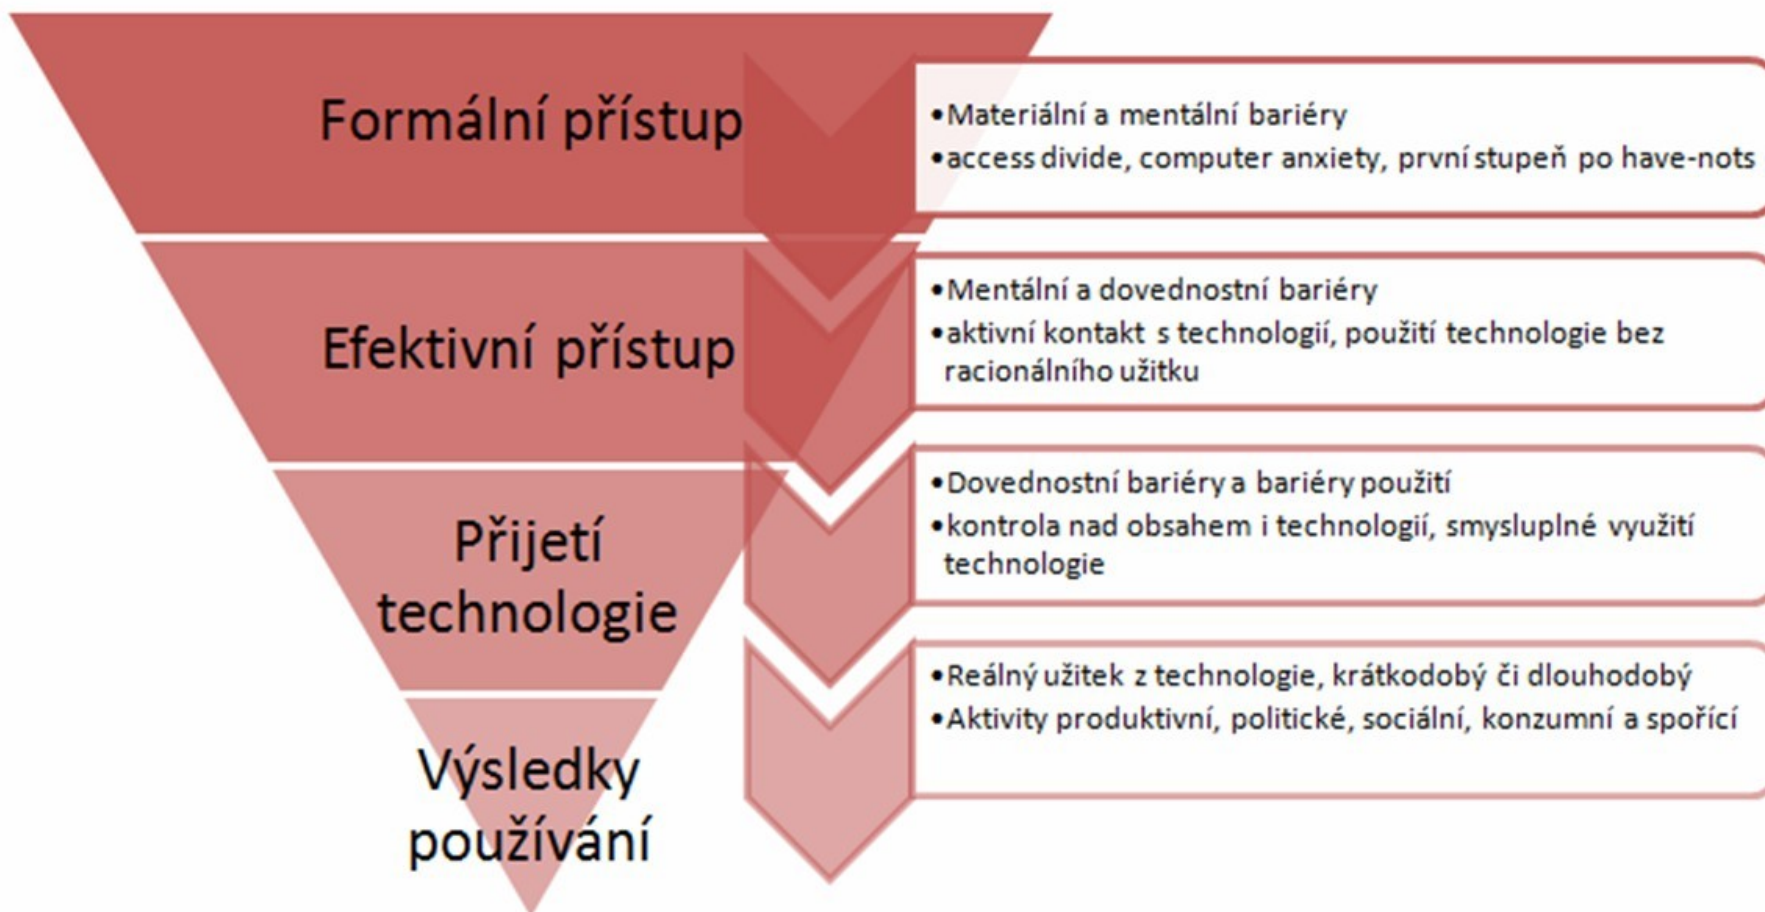 Formální přístup
•Materiální a mentální bariéry
•access divide, computer anxiety, první stupeň po have-nots
Efektivní přístup
•Mentální a dovednostní bariéry
•aktivní kontakt s technologií, použití technologie bez
racionálního užitku
Přijetí
technologie
•Dovednostní bariéry a bariéry použití
•kontrola nad obsahem i technologií, smysluplné využití
technologie
Výsledky
používání
•Reálný užitek z technologie, krátkodobý či dlouhodobý
•Aktivity produktivní, politické, sociální, konzumní a spořící